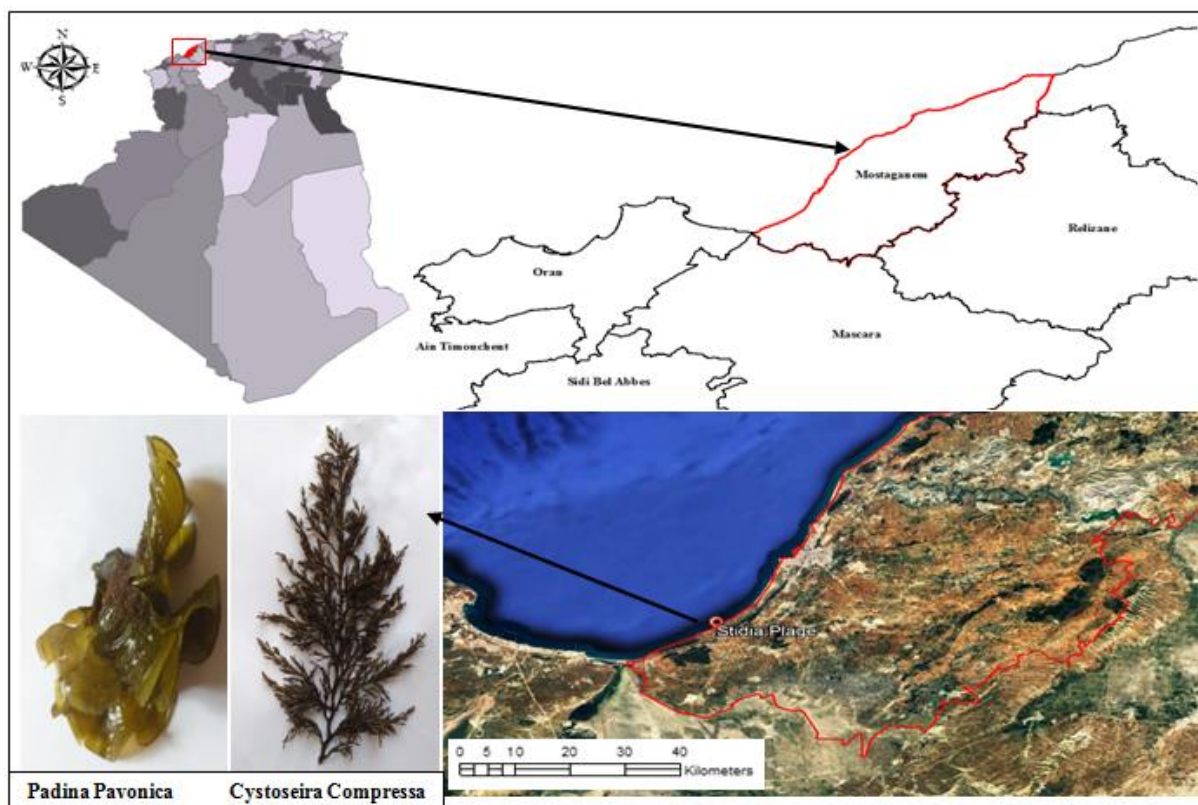 N
W E
S
Mostaganem
Relizane
Oran
Mascara
Ain Timouchent
Sidi Bel Abbes
Stidia Plage
0 5 10 20 30 40
Kilometers
Padina Pavonica Cystoseira Compressa